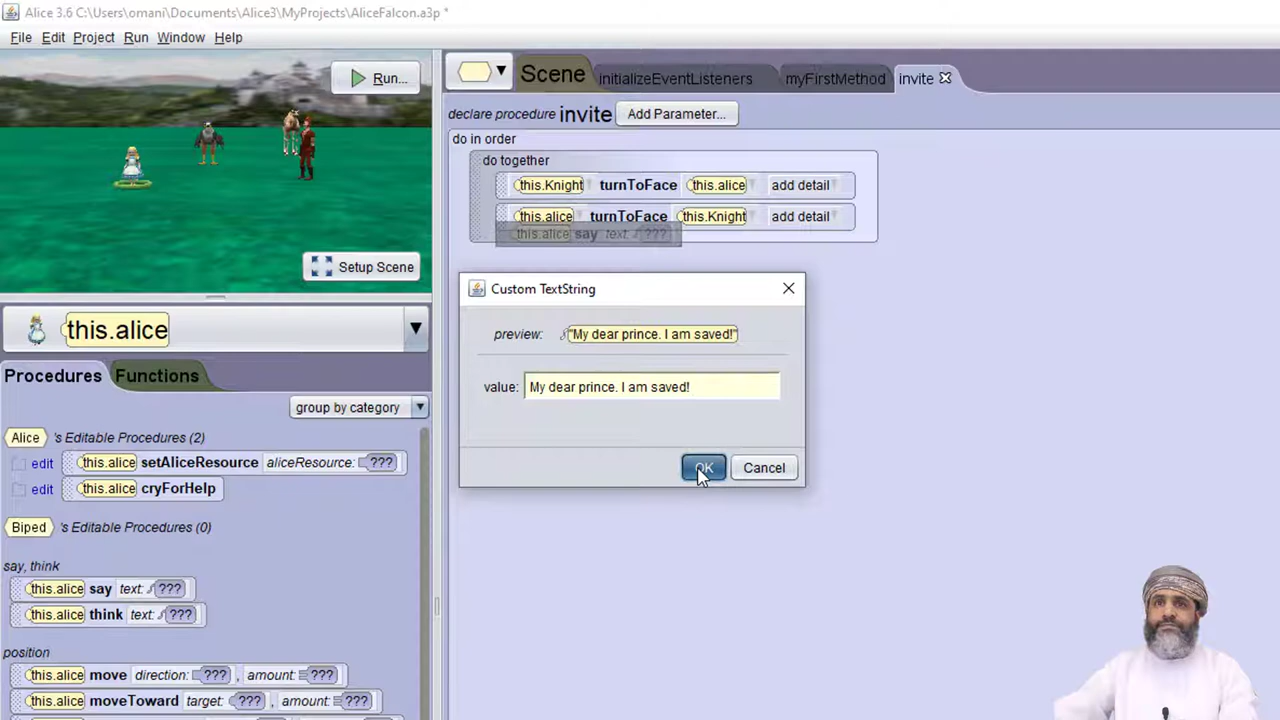 Alice 3.6 C:\Users\omani\Documents\Alice3\MyProjects\AliceFalcon.a3p *
File Edit Project Run Window Help
Run...
Setup Scene
Scene initializeEventListeners myFirstMethod invite
declare procedure invite Add Parameter...
do in order
do together
this.Knight turnToFace this.alice add detail
this.alice turnToFace this.Knight add detail
this.alice say text: ???
Custom TextString
preview: "My dear prince. I am saved!"
value: My dear prince. I am saved!
OK Cancel
this.alice
Procedures Functions
group by category
Alice 's Editable Procedures (2)
edit this.alice setAliceResource aliceResource: ???
edit this.alice cryForHelp
Biped 's Editable Procedures (0)
say, think
this.alice say text: ???
this.alice think text: ???
position
this.alice move direction: ???, amount: ???
this.alice moveToward target: ???, amount: ???